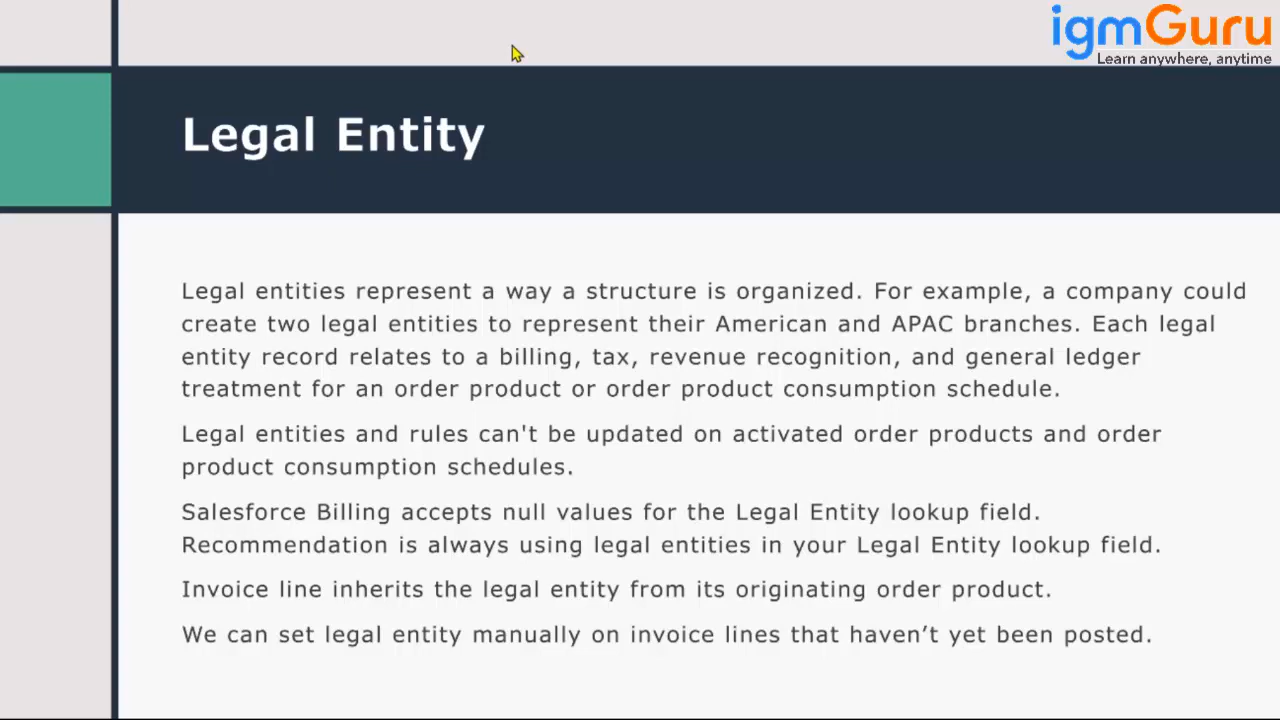 igmGuru
Learn anywhere, anytime
Legal Entity
Legal entities represent a way a structure is organized. For example, a company could
create two legal entities to represent their American and APAC branches. Each legal
entity record relates to a billing, tax, revenue recognition, and general ledger
treatment for an order product or order product consumption schedule.
Legal entities and rules can't be updated on activated order products and order
product consumption schedules.
Salesforce Billing accepts null values for the Legal Entity lookup field.
Recommendation is always using legal entities in your Legal Entity lookup field.
Invoice line inherits the legal entity from its originating order product.
We can set legal entity manually on invoice lines that haven’t yet been posted.